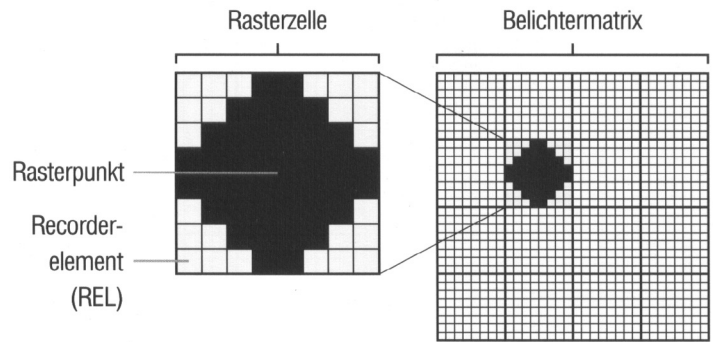 Rasterzelle
Belichtermatrix
Rasterpunkt
Recorder-
element
(REL)